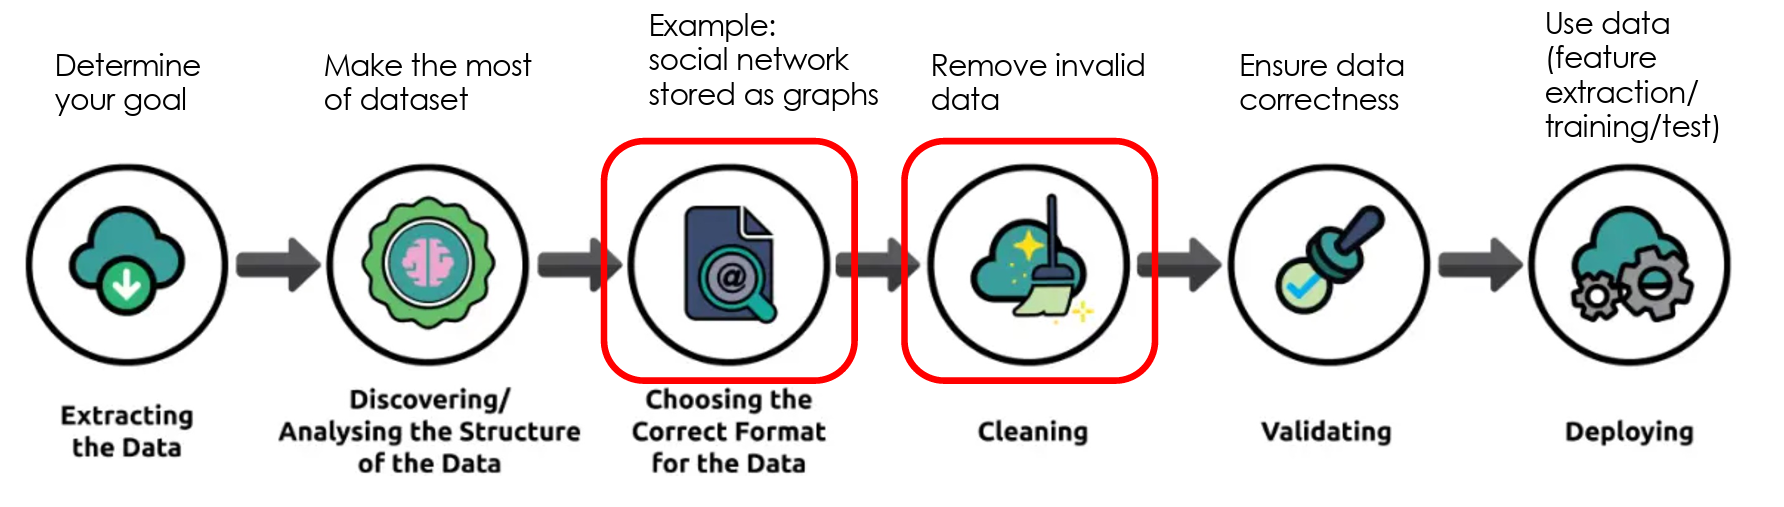 Determine
your goal
Make the most
of dataset
Example:
social network
stored as graphs
Remove invalid
data
Ensure data
correctness
Use data
(feature
extraction/
training/test)
@
Extracting
the Data
Discovering/
Analysing the Structure
of the Data
Choosing the
Correct Format
for the Data
Cleaning
Validating
Deploying